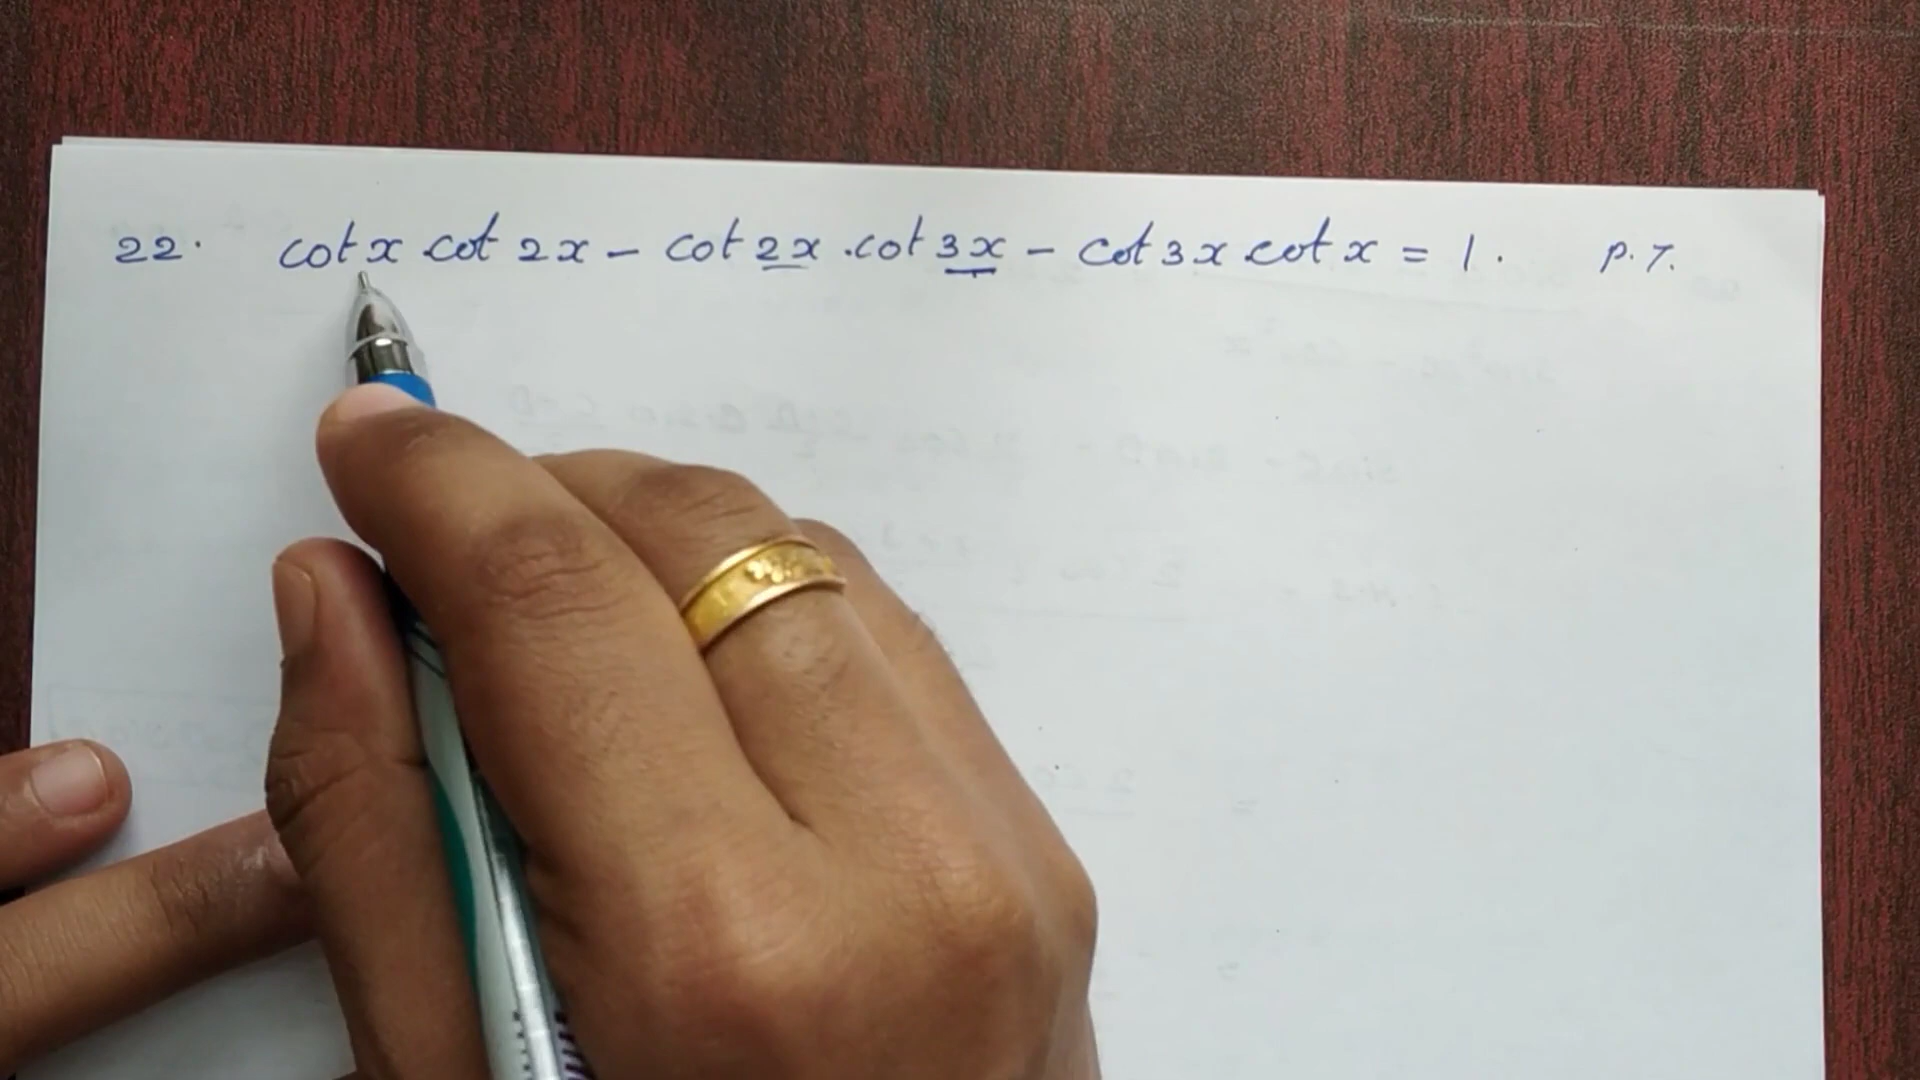 22. cot x cot 2x - cot 2x . cot 3x - cot 3x cot x = 1. P.T.